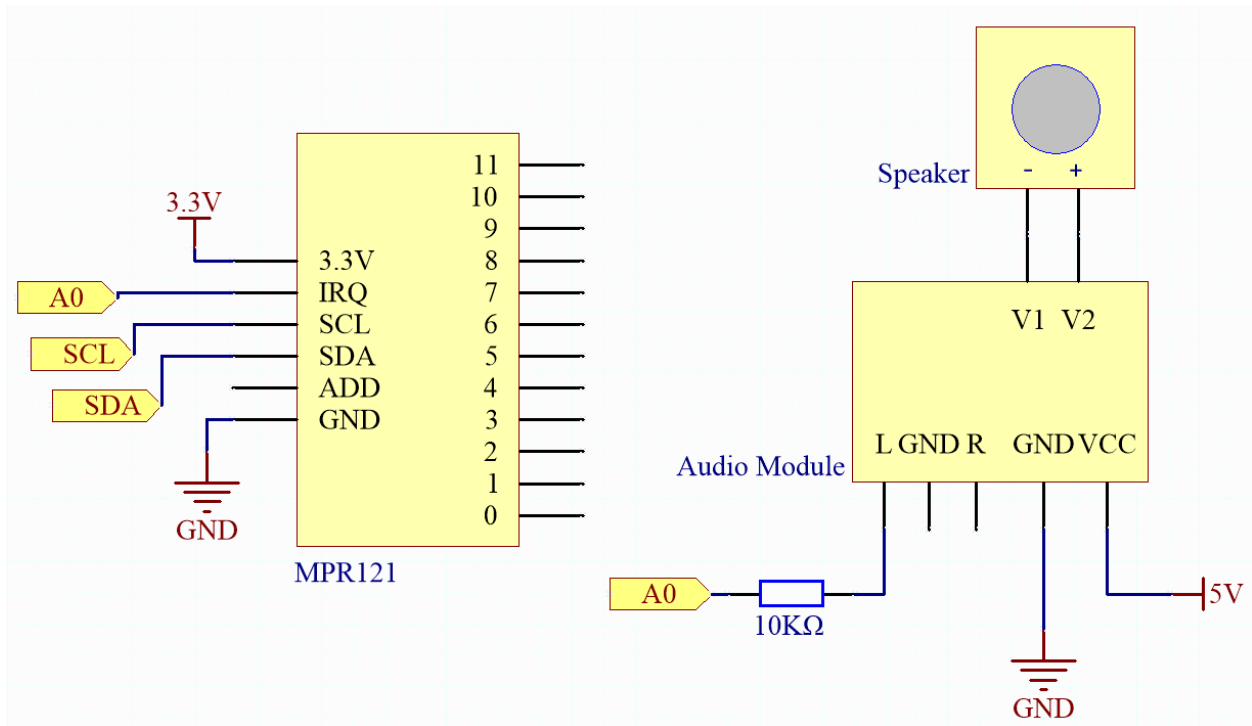 3.3V
A0
SCL
SDA
GND
3.3V
IRQ
SCL
SDA
ADD
GND
11
10
9
8
7
6
5
4
3
2
1
0
MPR121
Speaker
- +
V1 V2
L GND R GND VCC
Audio Module
A0
10KΩ
5V
GND